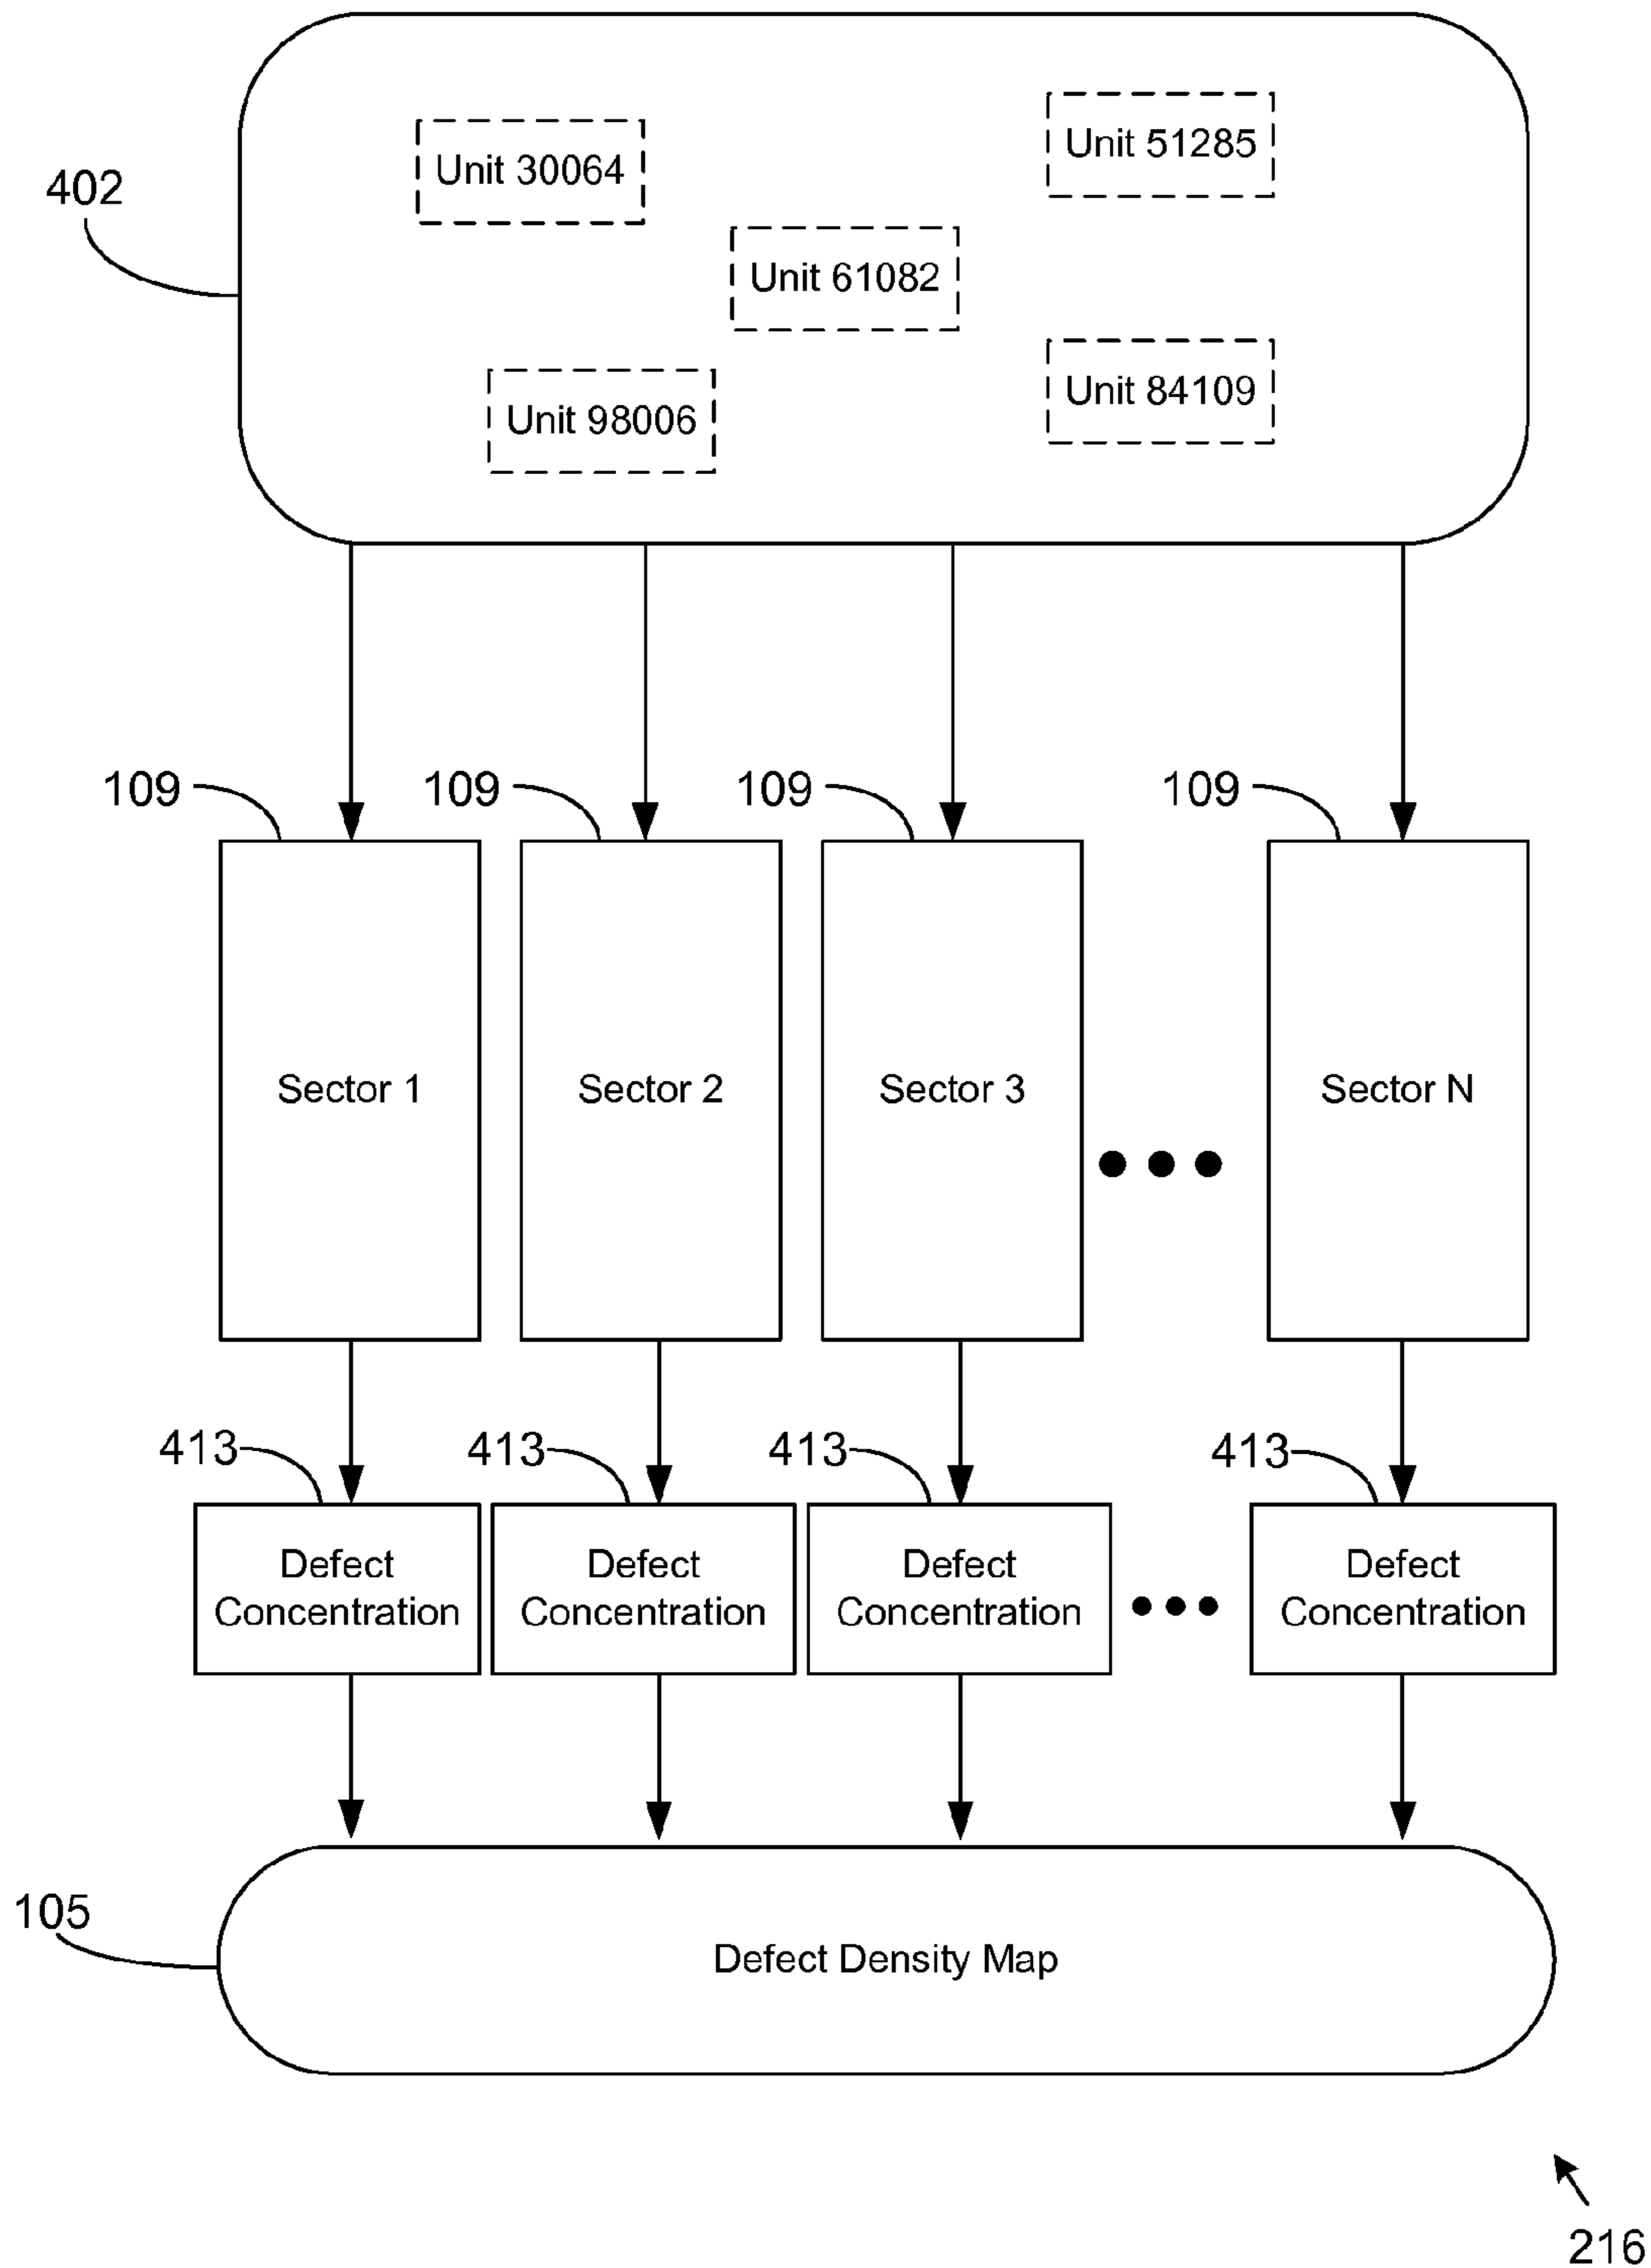 Unit 51285
Unit 30064
402
Unit 61082
Unit 84109
Unit 98006
109 109 109 109
Sector 1 Sector 2 Sector 3 Sector N
413 413 413 413
Defect Concentration
Defect Concentration
Defect Concentration
Defect Concentration
105
Defect Density Map
216